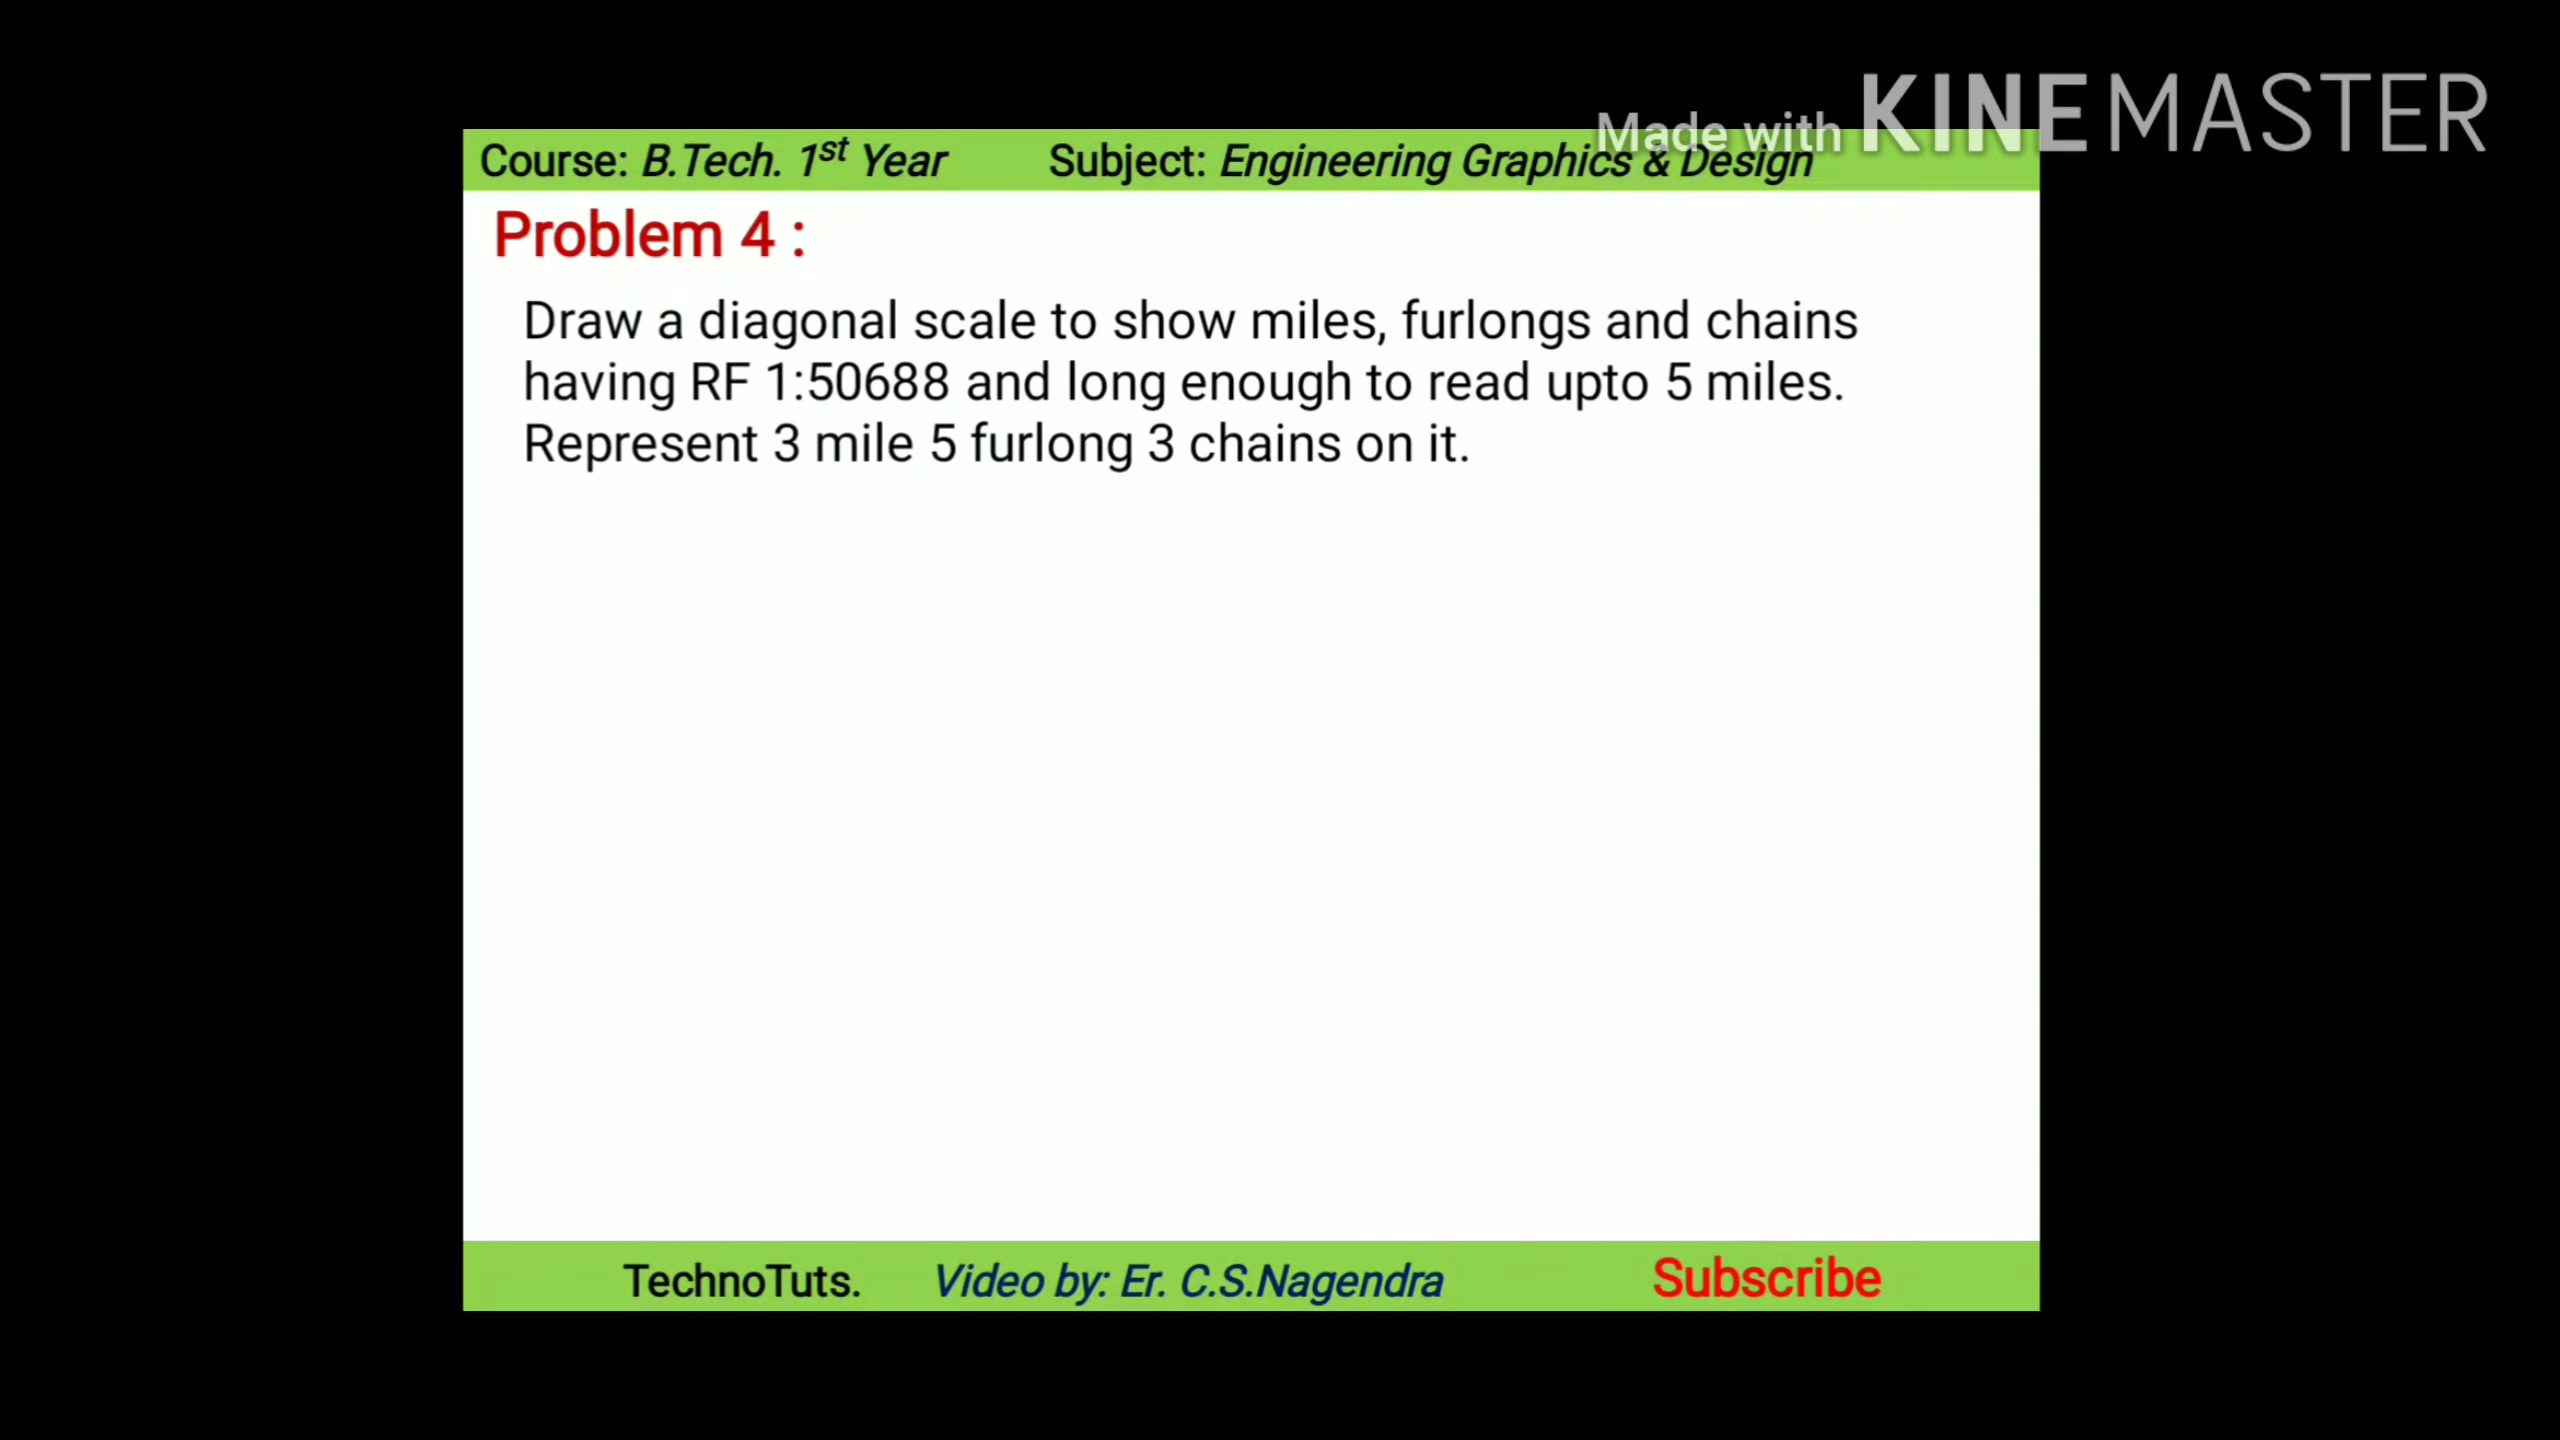 Made with KINEMASTER
Course: B.Tech. 1st Year Subject: Engineering Graphics & Design
Problem 4 :
Draw a diagonal scale to show miles, furlongs and chains
having RF 1:50688 and long enough to read upto 5 miles.
Represent 3 mile 5 furlong 3 chains on it.
TechnoTuts. Video by: Er. C.S.Nagendra Subscribe